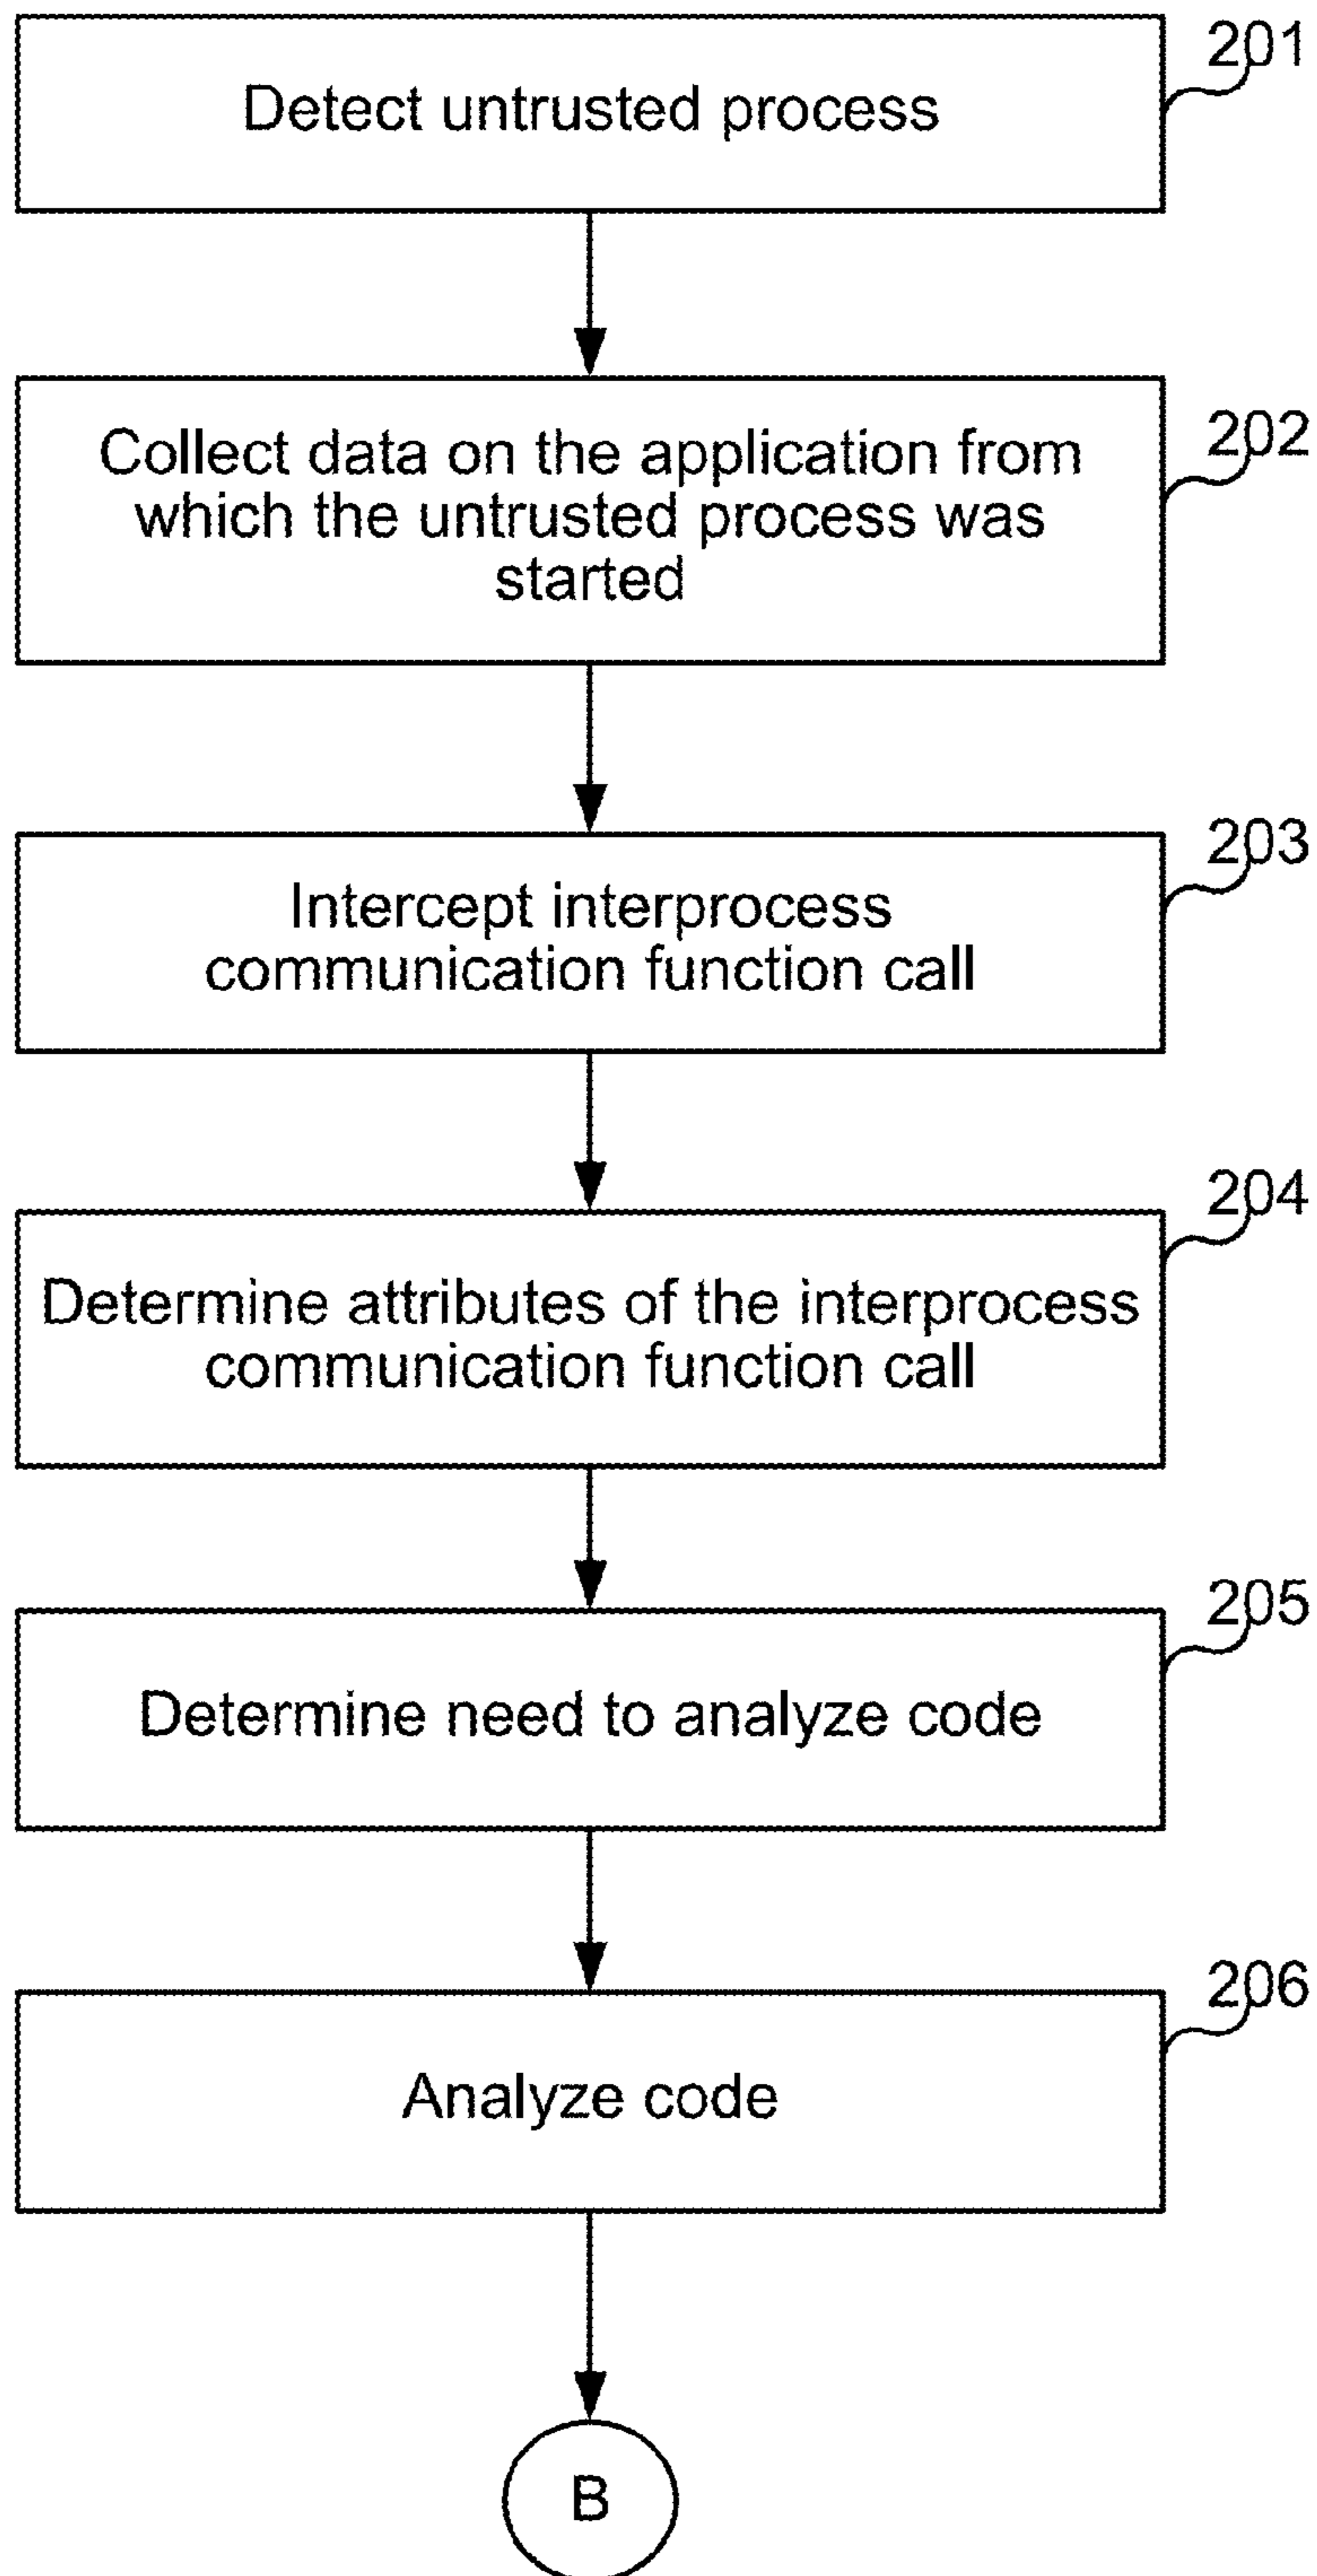 201
Detect untrusted process
202
Collect data on the application from
which the untrusted process was
started
203
Intercept interprocess
communication function call
204
Determine attributes of the interprocess
communication function call
205
Determine need to analyze code
206
Analyze code
B